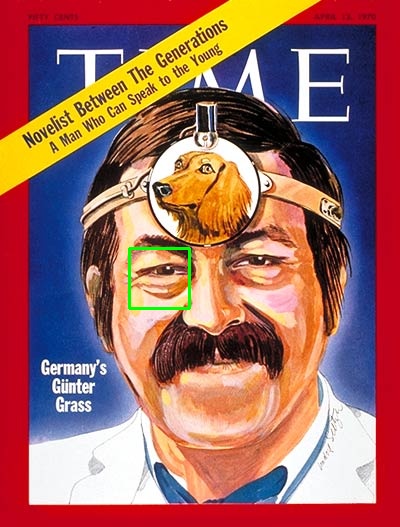 FIFTY CENTS
APRIL 13, 1970
TIME
Novelist Between The Generations
A Man Who Can Speak to the Young
Germany's
Günter
Grass